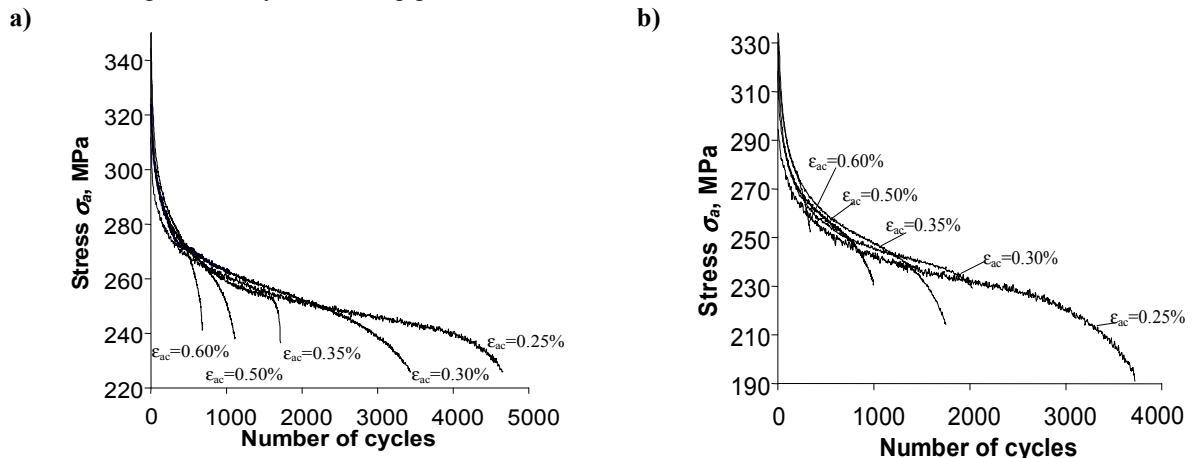 a)
b)
Stress σa, MPa
350
340
320
300
280
260
240
220
0
1000
2000
3000
4000
5000
Number of cycles
εac=0.60%
εac=0.50%
εac=0.35%
εac=0.30%
εac=0.25%
Stress σa, MPa
330
310
290
270
250
230
210
190
0
1000
2000
3000
4000
Number of cycles
εac=0.60%
εac=0.50%
εac=0.35%
εac=0.30%
εac=0.25%